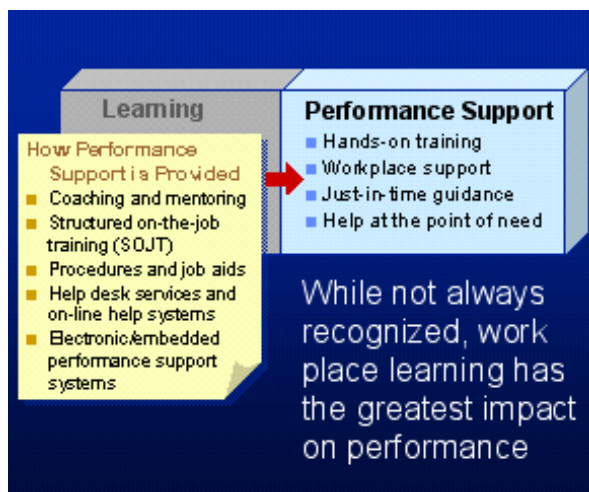 Learning
How Performance
Support is Provided
Coaching and mentoring
Structured on-the-job
training (SOJT)
Procedures and job aids
Help desk services and
on-line help systems
Electronic/embedded
performance support
systems
Performance Support
Hands-on training
Workplace support
Just-in-time guidance
Help at the point of need
While not always
recognized, work
place learning has
the greatest impact
on performance